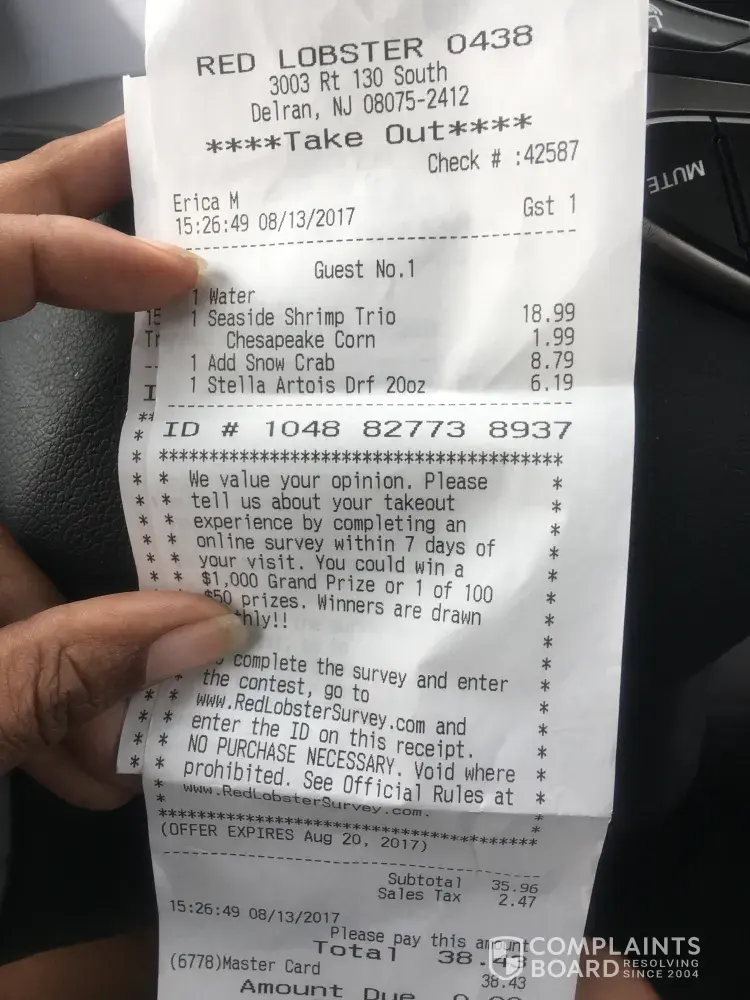 RED LOBSTER 0438
3003 Rt 130 South
Delran, NJ 08075-2412
****Take Out****
Check # :42587
Erica M
15:26:49 08/13/2017 Gst 1
Guest No.1
1 Water
1 Seaside Shrimp Trio 18.99
Chesapeake Corn 1.99
1 Add Snow Crab 8.79
1 Stella Artois Drf 20oz 6.19
ID # 1048 82773 8937
****************************************
* We value your opinion. Please *
* tell us about your takeout *
* experience by completing an *
* online survey within 7 days of *
* your visit. You could win a *
* $1,000 Grand Prize or 1 of 100 *
$50 prizes. Winners are drawn *
thly!! *
complete the survey and enter *
* the contest, go to *
* www.RedLobsterSurvey.com and *
* enter the ID on this receipt. *
* NO PURCHASE NECESSARY. Void where *
* prohibited. See Official Rules at *
* www.RedLobsterSurvey.com. *
****************************************
(OFFER EXPIRES Aug 20, 2017)
Subtotal 35.96
Sales Tax 2.47
15:26:49 08/13/2017
Please pay this amount
Total 38.43
(6778)Master Card 38.43
Amount Due 0.00
MUTE
COMPLAINTS
BOARD RESOLVING
SINCE 2004